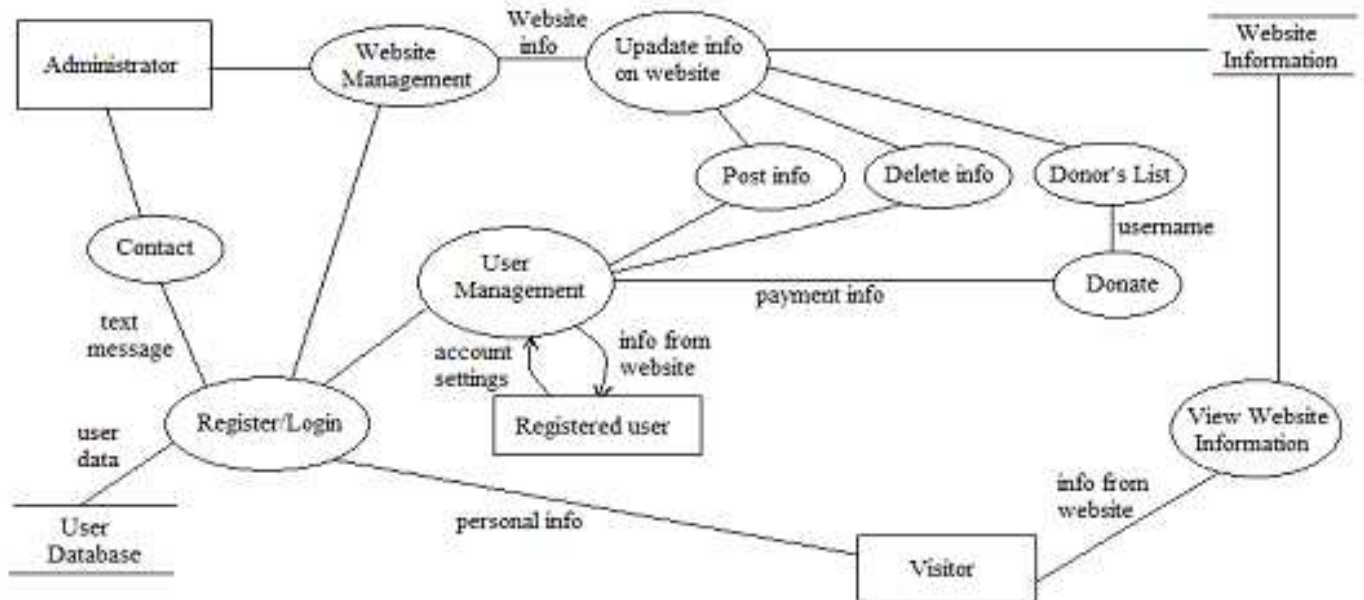 Administrator
Website
Management
Website
info
Upadate info
on website
Website
Information
Post info
Delete info
Donor's List
username
Contact
User
Management
payment info
Donate
text
message
account
settings
info from
website
Register/Login
Registered user
View Website
Information
user
data
personal info
info from
website
User
Database
Visitor